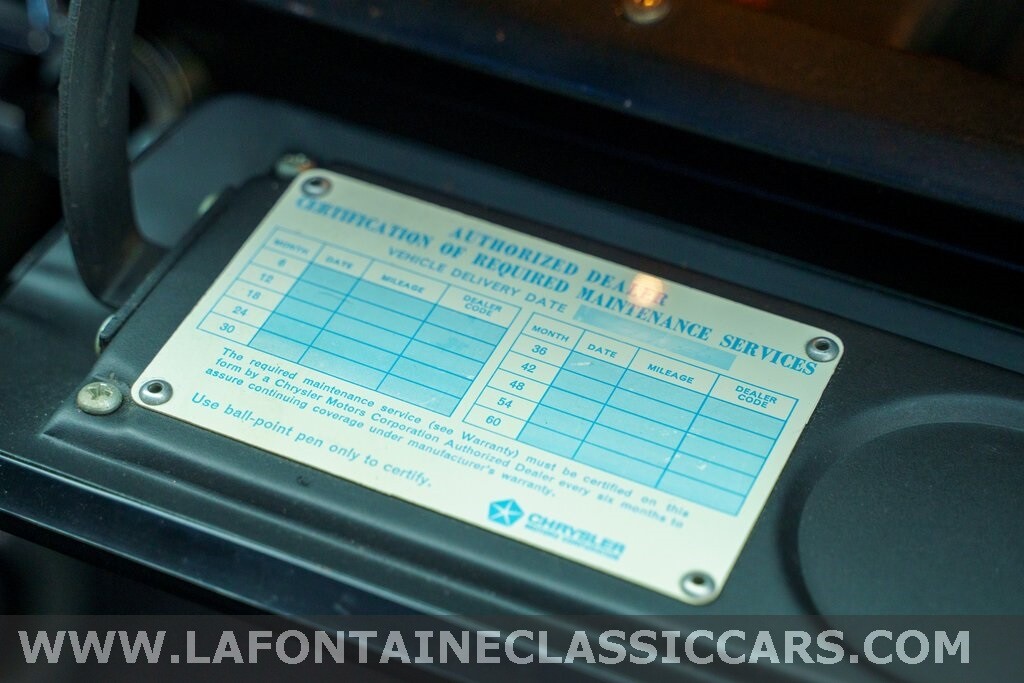 AUTHORIZED DEALER
CERTIFICATION OF REQUIRED MAINTENANCE SERVICES
VEHICLE DELIVERY DATE
MONTH DATE MILEAGE DEALER CODE
6
12
18
24
30
MONTH DATE MILEAGE DEALER CODE
36
42
48
54
60
The required maintenance service (see Warranty) must be certified on this
form by a Chrysler Motors Corporation Authorized Dealer every six months to
assure continuing coverage under manufacturer's warranty.
Use ball-point pen only to certify.
CHRYSLER
MOTORS CORPORATION
WWW.LAFONTAINECLASSICCARS.COM